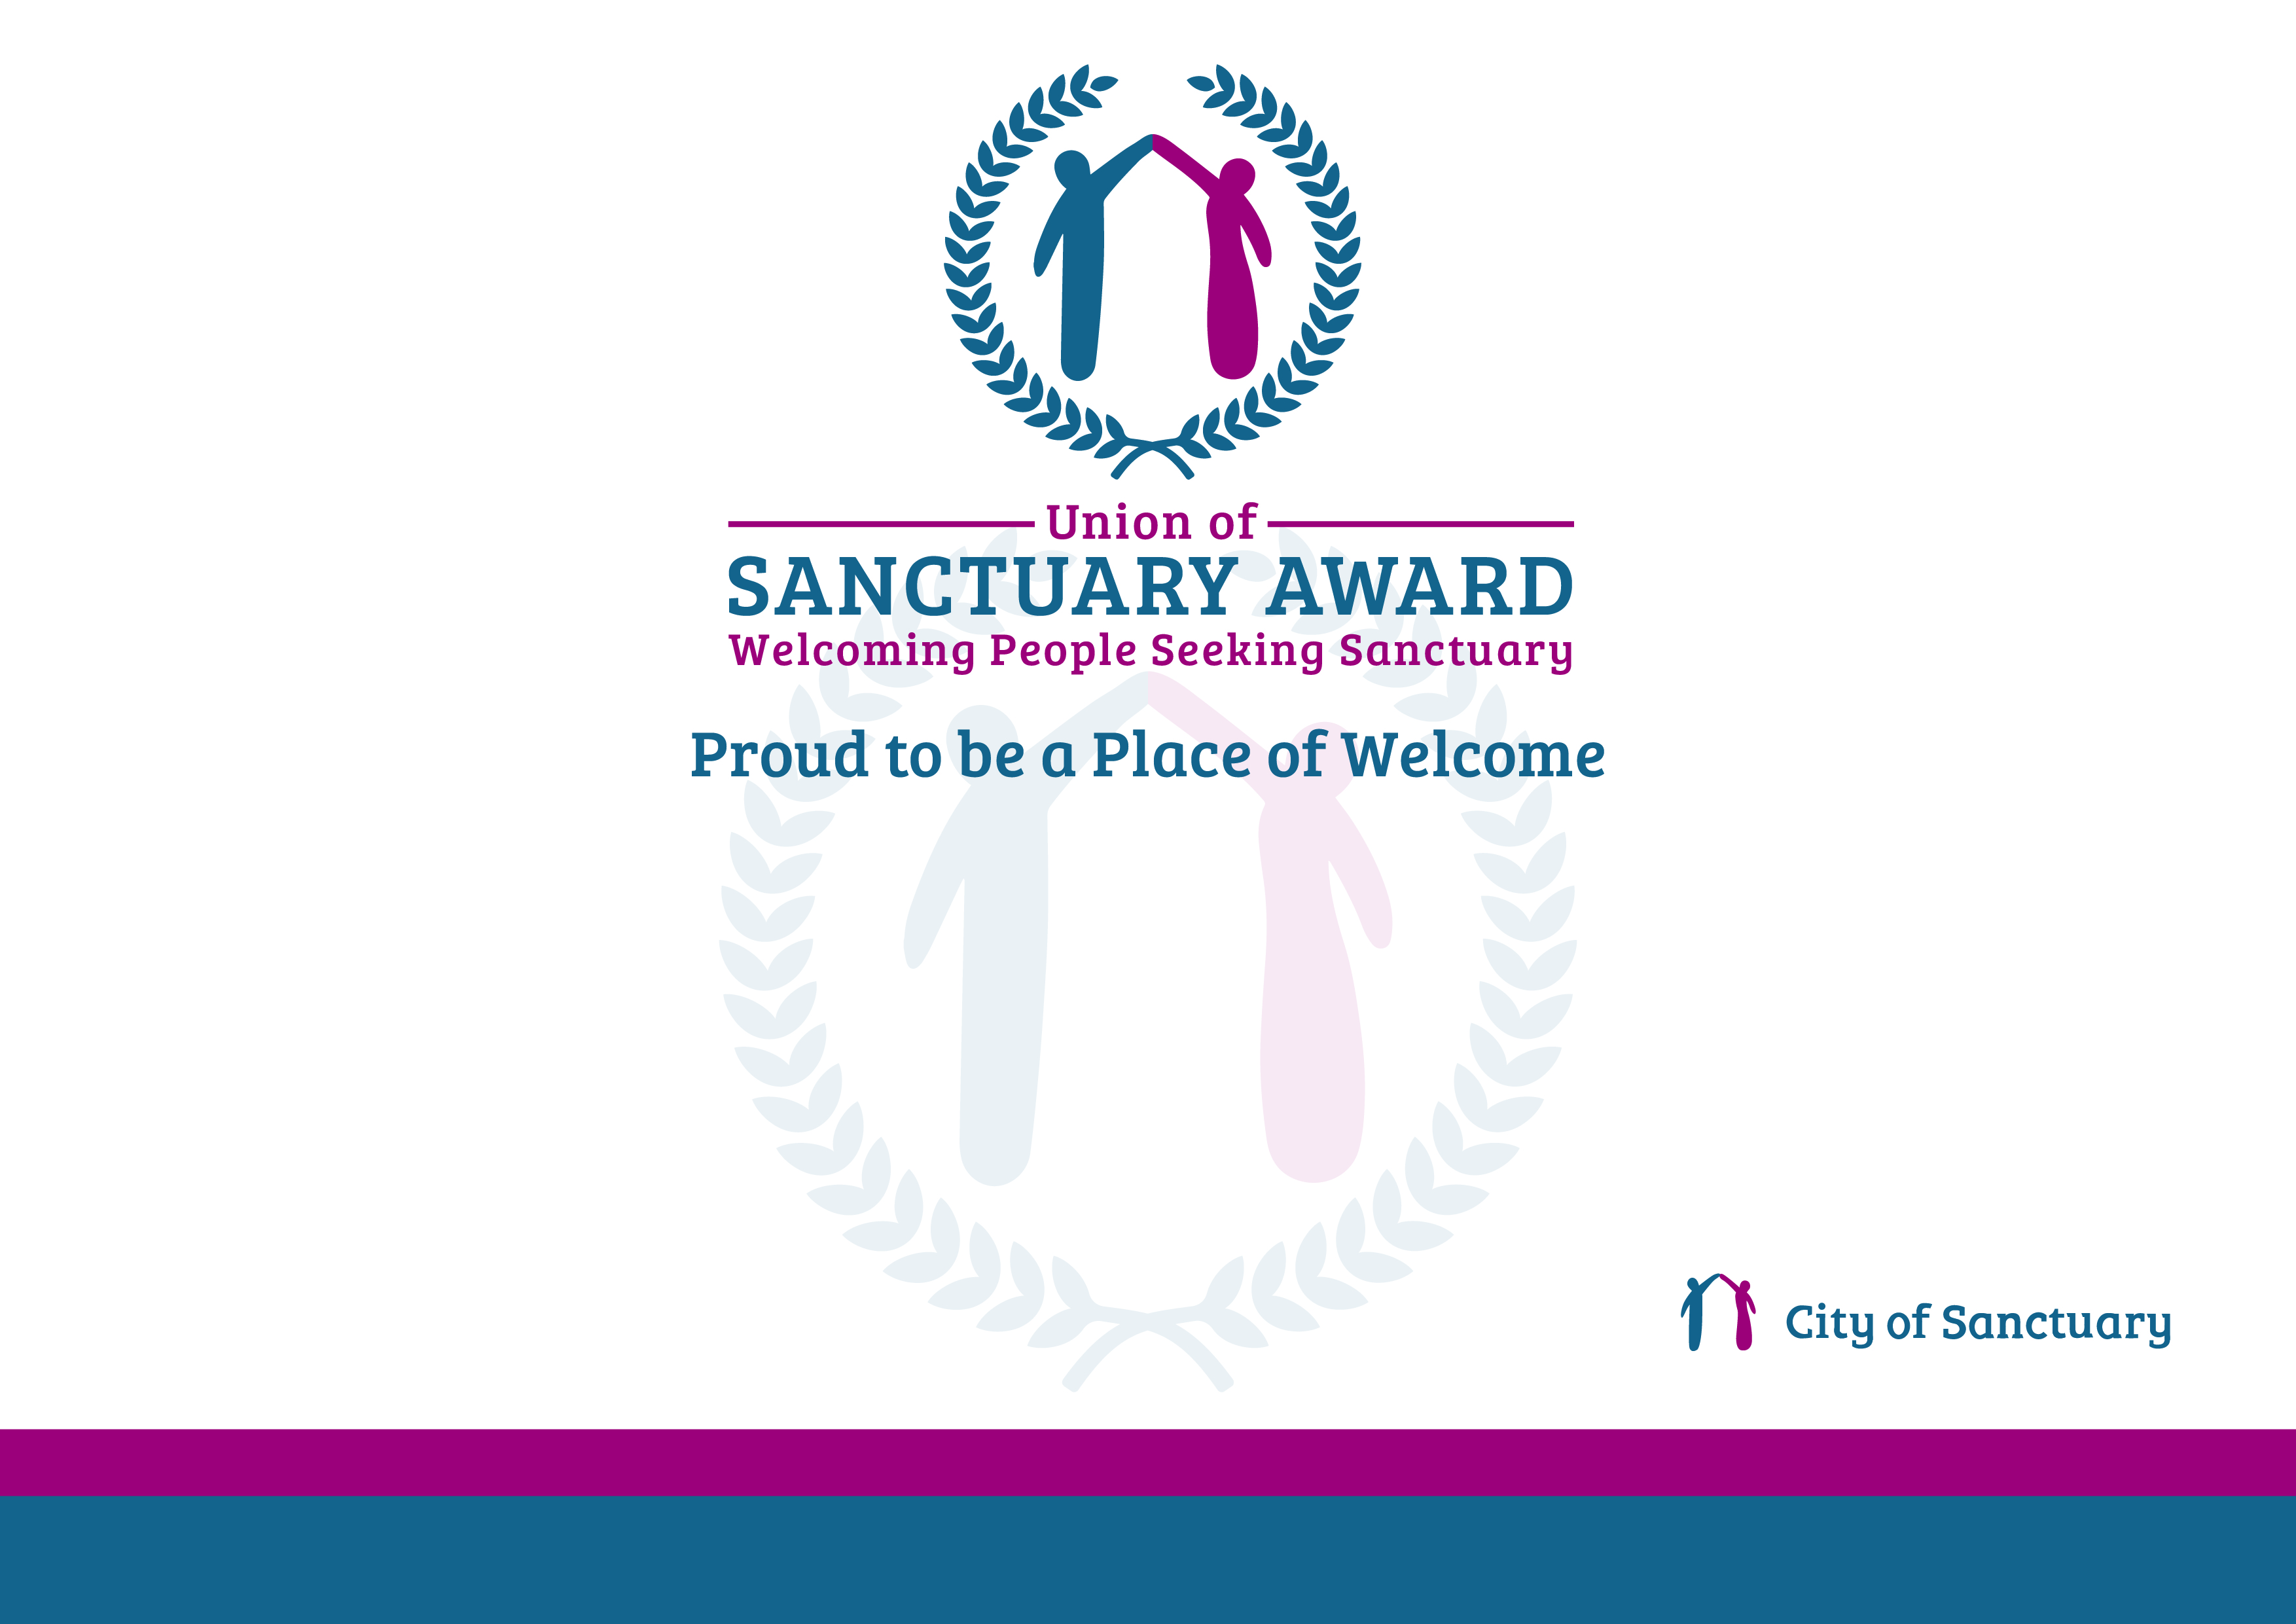 Union of
SANCTUARY AWARD
Welcoming People Seeking Sanctuary
Proud to be a Place of Welcome
City of Sanctuary